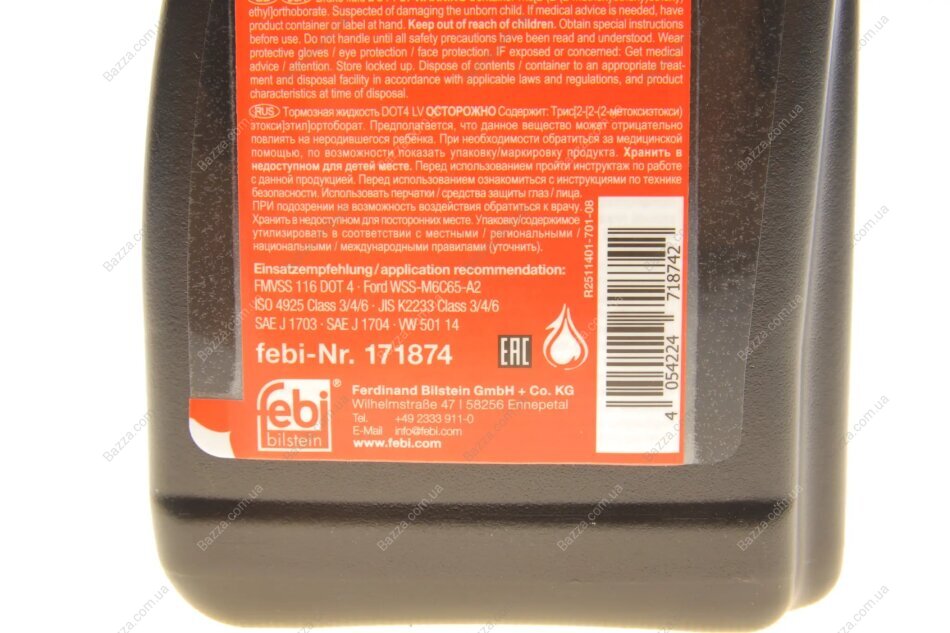 ethyl]orthoborate. Suspected of damaging the unborn child. If medical advice is needed, have
product container or label at hand. Keep out of reach of children. Obtain special instructions
before use. Do not handle until all safety precautions have been read and understood. Wear
protective gloves / eye protection / face protection. IF exposed or concerned: Get medical
advice / attention. Store locked up. Dispose of contents / container to an appropriate treat-
ment and disposal facility in accordance with applicable laws and regulations, and product
characteristics at time of disposal.
RUS Тормозная жидкость DOT4 LV ОСТОРОЖНО Содержит: Трис[2-[2-(2-метоксиэтокси)
этокси]этил]ортоборат. Предполагается, что данное вещество может отрицательно
повлиять на неродившегося ребенка. При необходимости обратиться за медицинской
помощью, по возможности показать упаковку/маркировку продукта. Хранить в
недоступном для детей месте. Перед использованием пройти инструктаж по работе
с данной продукцией. Перед использованием ознакомиться с инструкциями по технике
безопасности. Использовать перчатки / средства защиты глаз / лица.
ПРИ подозрении на возможность воздействия обратиться к врачу.
Хранить в недоступном для посторонних месте. Упаковку/содержимое
утилизировать в соответствии с местными / региональными /
национальными / международными правилами (уточнить).
Einsatzempfehlung/application recommendation:
FMVSS 116 DOT 4 · Ford WSS-M6C65-A2
ISO 4925 Class 3/4/6 · JIS K2233 Class 3/4/6
SAE J 1703 · SAE J 1704 · VW 501 14
febi-Nr. 171874
EAC
R2511401-701-08
4 054224 718742
febi®
bilstein
Ferdinand Bilstein GmbH + Co. KG
Wilhelmstraße 47 | 58256 Ennepetal
Tel. +49 2333 911-0
E-Mail info@febi.com
www.febi.com
Bazza.com.ua